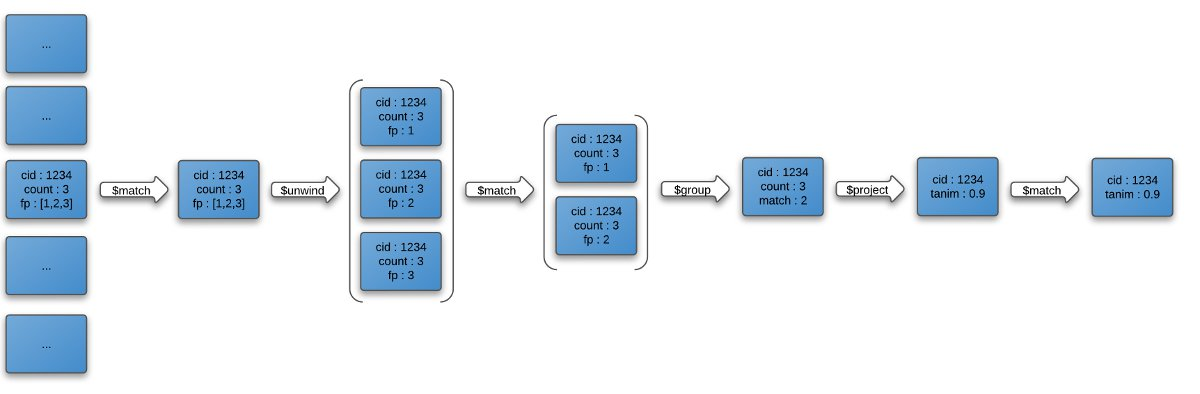 ...
...
cid : 1234
count : 3
fp : [1,2,3]
...
...
$match
cid : 1234
count : 3
fp : [1,2,3]
$unwind
cid : 1234
count : 3
fp : 1
cid : 1234
count : 3
fp : 2
cid : 1234
count : 3
fp : 3
$match
cid : 1234
count : 3
fp : 1
cid : 1234
count : 3
fp : 2
$group
cid : 1234
count : 3
match : 2
$project
cid : 1234
tanim : 0.9
$match
cid : 1234
tanim : 0.9